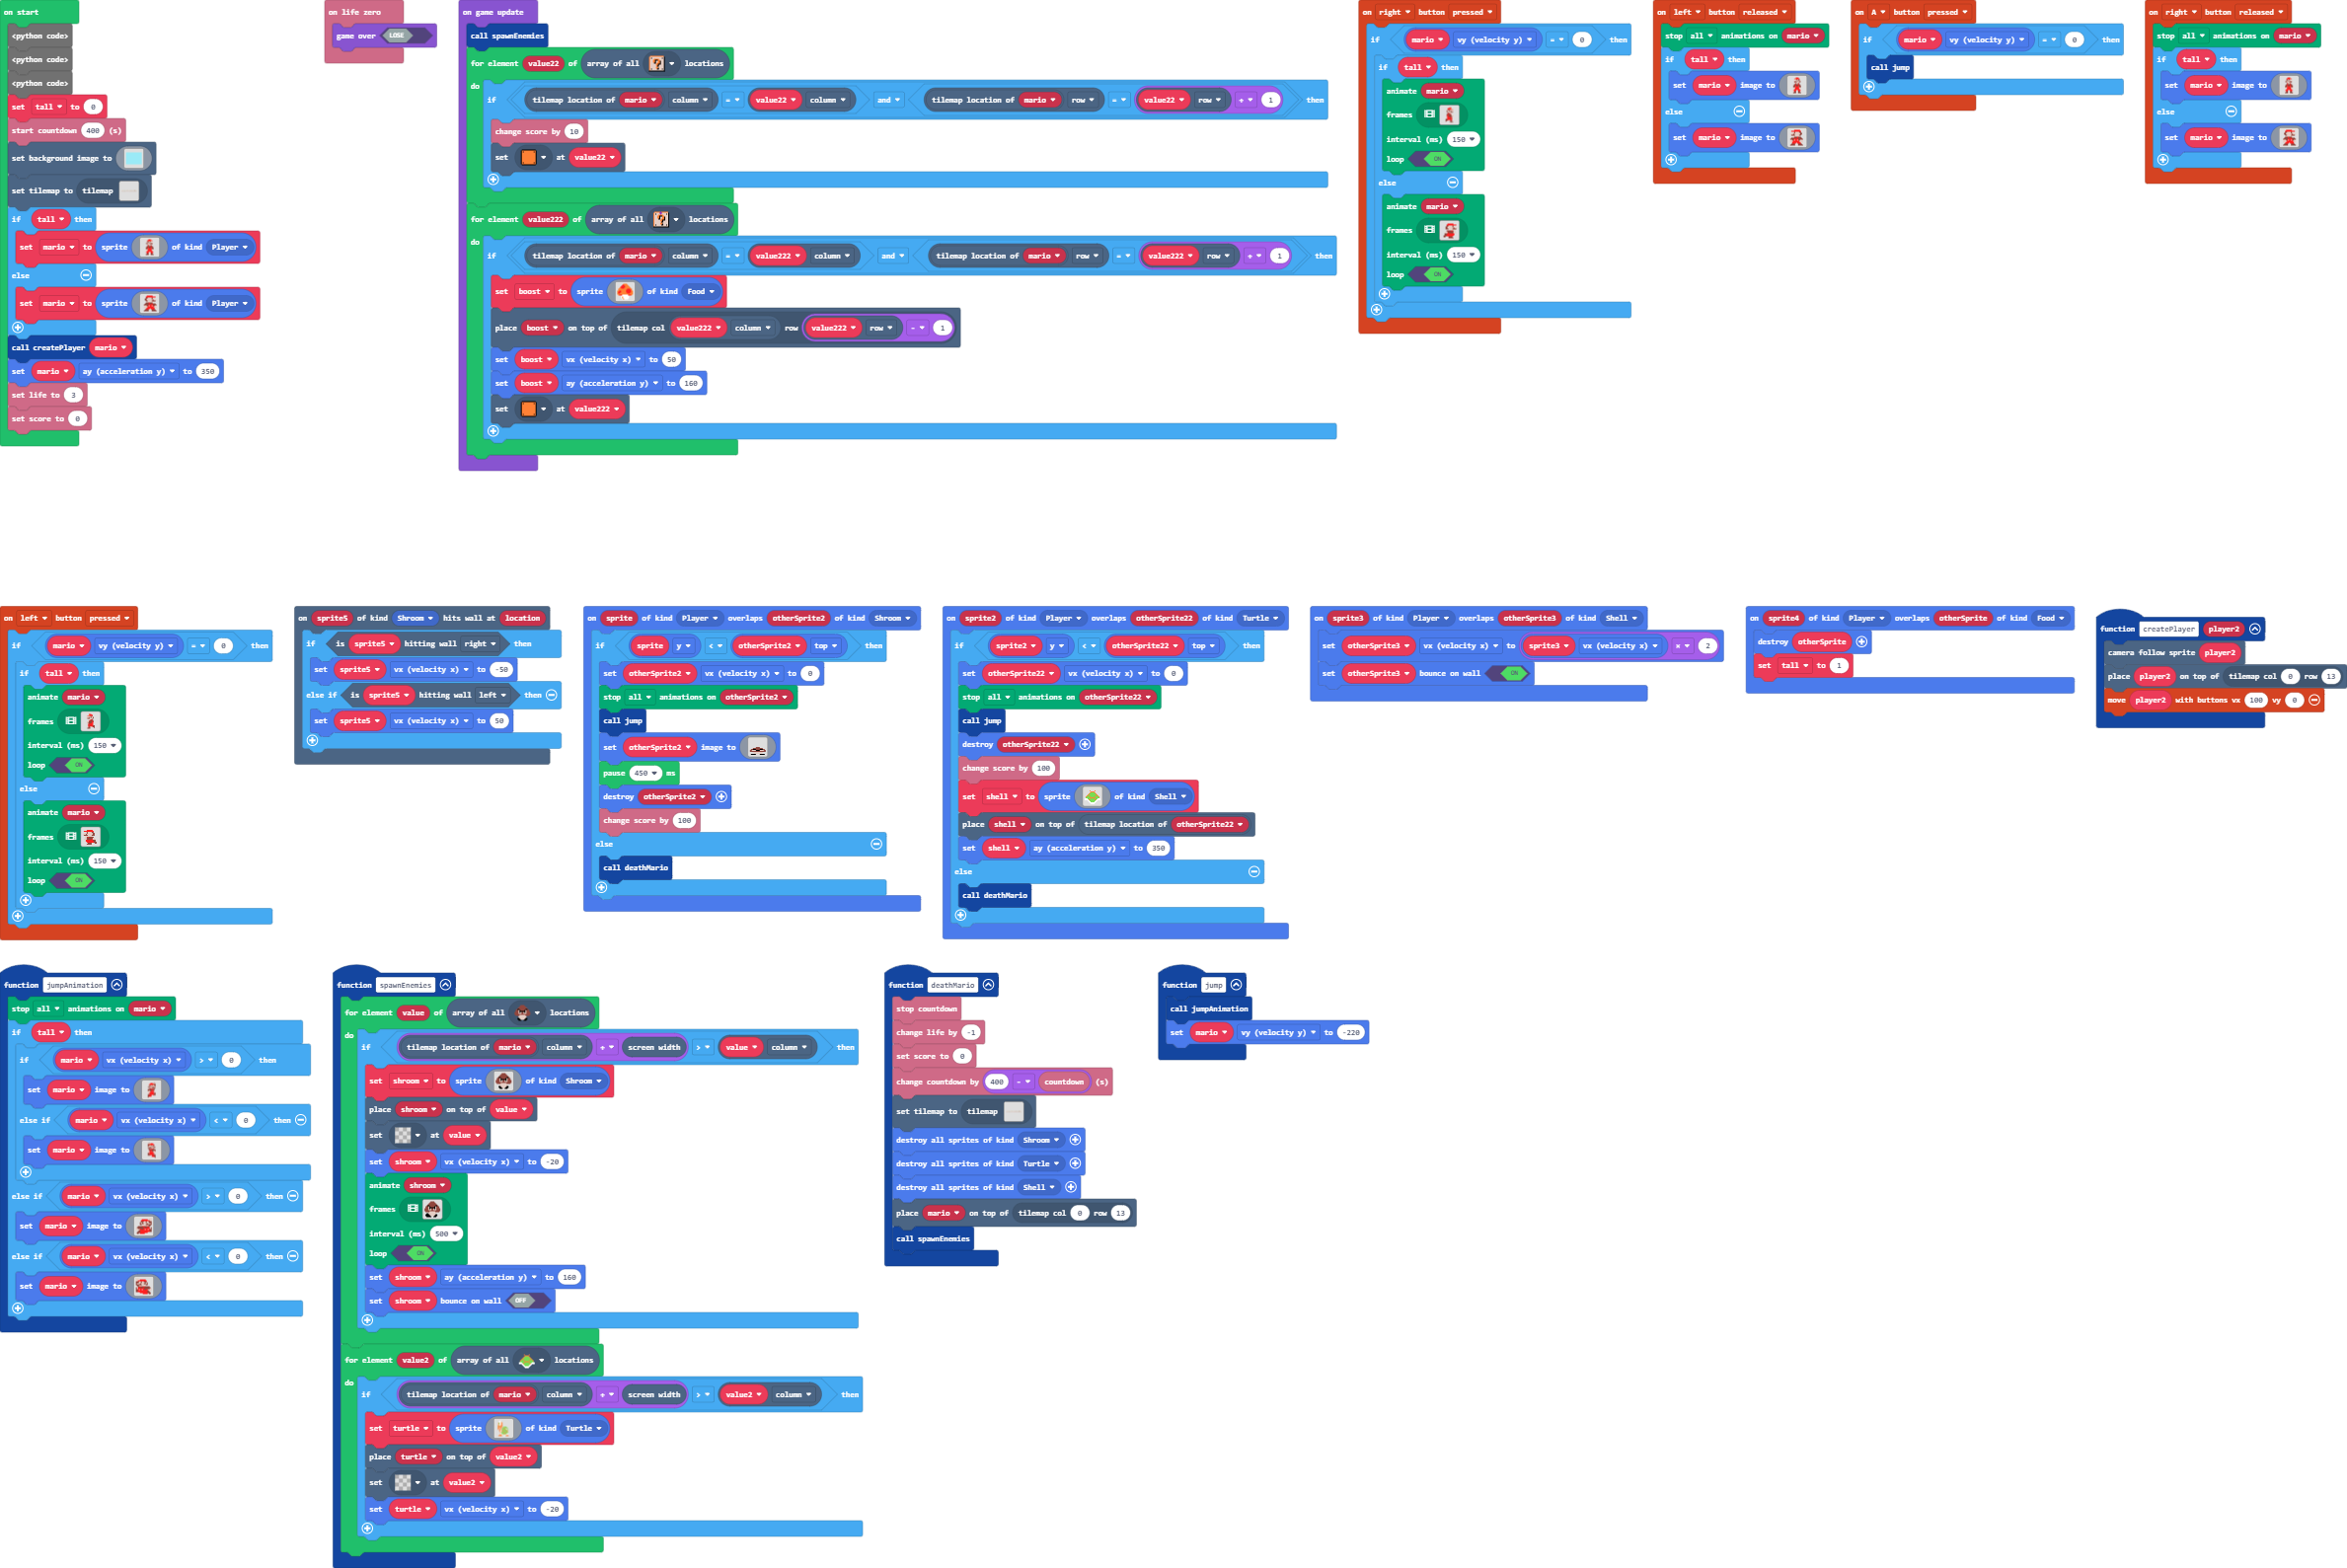 on start
<python code>
<python code>
<python code>
set tall to 0
start countdown 400 (s)
set background image to
set tilemap to tilemap
if tall then
set mario to sprite of kind Player
else
set mario to sprite of kind Player
call createPlayer mario
set mario ay (acceleration y) to 350
set life to 3
set score to 0
on life zero
game over LOSE
on game update
call spawnEnemies
for element value22 of array of all locations
do
if tilemap location of mario column = value22 column and tilemap location of mario row = value22 row + 1 then
change score by 10
set at value22
for element value222 of array of all locations
do
if tilemap location of mario column = value222 column and tilemap location of mario row = value222 row + 1 then
set boost to sprite of kind Food
place boost on top of tilemap col value222 column row value222 row - 1
set boost vx (velocity x) to 50
set boost ay (acceleration y) to 160
set at value222
on right button pressed
if mario vy (velocity y) = 0 then
if tall then
animate mario
frames
interval (ms) 150
loop ON
else
animate mario
frames
interval (ms) 150
loop ON
on left button released
stop all animations on mario
if tall then
set mario image to
else
set mario image to
on A button pressed
if mario vy (velocity y) = 0 then
call jump
on right button released
stop all animations on mario
if tall then
set mario image to
else
set mario image to
on left button pressed
if mario vy (velocity y) = 0 then
if tall then
animate mario
frames
interval (ms) 150
loop ON
else
animate mario
frames
interval (ms) 150
loop ON
on sprite5 of kind Shroom hits wall at location
if is sprite5 hitting wall right then
set sprite5 vx (velocity x) to -50
else if is sprite5 hitting wall left then
set sprite5 vx (velocity x) to 50
on sprite of kind Player overlaps otherSprite2 of kind Shroom
if sprite y < otherSprite2 top then
set otherSprite2 vx (velocity x) to 0
stop all animations on otherSprite2
call jump
set otherSprite2 image to
pause 450 ms
destroy otherSprite2
change score by 100
else
call deathMario
on sprite2 of kind Player overlaps otherSprite22 of kind Turtle
if sprite2 y < otherSprite22 top then
set otherSprite22 vx (velocity x) to 0
stop all animations on otherSprite22
call jump
destroy otherSprite22
change score by 100
set shell to sprite of kind Shell
place shell on top of tilemap location of otherSprite22
set shell ay (acceleration y) to 350
else
call deathMario
on sprite3 of kind Player overlaps otherSprite3 of kind Shell
set otherSprite3 vx (velocity x) to sprite3 vx (velocity x) × 2
set otherSprite3 bounce on wall ON
on sprite4 of kind Player overlaps otherSprite of kind Food
destroy otherSprite
set tall to 1
function createPlayer player2
camera follow sprite player2
place player2 on top of tilemap col 0 row 13
move player2 with buttons vx 100 vy 0
function jumpAnimation
stop all animations on mario
if tall then
if mario vx (velocity x) > 0 then
set mario image to
else if mario vx (velocity x) < 0 then
set mario image to
else if mario vx (velocity x) > 0 then
set mario image to
else if mario vx (velocity x) < 0 then
set mario image to
function spawnEnemies
for element value of array of all locations
do
if tilemap location of mario column + screen width > value column then
set shroom to sprite of kind Shroom
place shroom on top of value
set at value
set shroom vx (velocity x) to -20
animate shroom
frames
interval (ms) 500
loop ON
set shroom ay (acceleration y) to 160
set shroom bounce on wall OFF
for element value2 of array of all locations
do
if tilemap location of mario column + screen width > value2 column then
set turtle to sprite of kind Turtle
place turtle on top of value2
set at value2
set turtle vx (velocity x) to -20
function deathMario
stop countdown
change life by -1
set score to 0
change countdown by 400 - countdown (s)
set tilemap to tilemap
destroy all sprites of kind Shroom
destroy all sprites of kind Turtle
destroy all sprites of kind Shell
place mario on top of tilemap col 0 row 13
call spawnEnemies
function jump
call jumpAnimation
set mario vy (velocity y) to -220